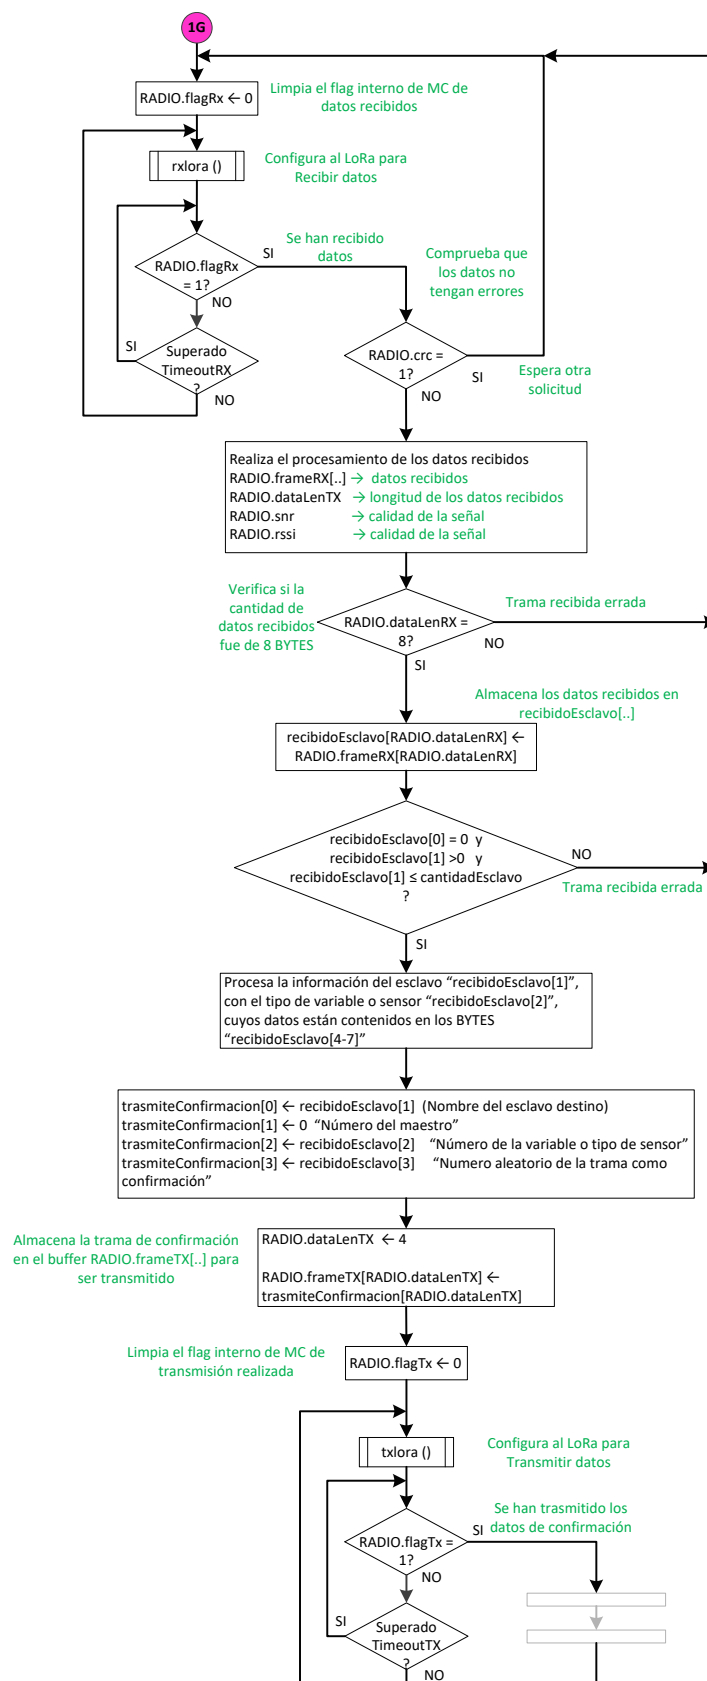 1G
RADIO.flagRx ← 0
Limpia el flag interno de MC de
datos recibidos
rxlora ()
Configura al LoRa para
Recibir datos
RADIO.flagRx
= 1?
SI
Se han recibido
datos
NO
Comprueba que
los datos no
tengan errores
Superado
TimeoutRX
?
SI
NO
RADIO.crc =
1?
SI
NO
Espera otra
solicitud
Realiza el procesamiento de los datos recibidos
RADIO.frameRX[..] → datos recibidos
RADIO.dataLenTX → longitud de los datos recibidos
RADIO.snr → calidad de la señal
RADIO.rssi → calidad de la señal
Verifica si la
cantidad de
datos recibidos
fue de 8 BYTES
RADIO.dataLenRX =
8?
Trama recibida errada
NO
SI
Almacena los datos recibidos en
recibidoEsclavo[..]
recibidoEsclavo[RADIO.dataLenRX] ←
RADIO.frameRX[RADIO.dataLenRX]
recibidoEsclavo[0] = 0 y
recibidoEsclavo[1] >0 y
recibidoEsclavo[1] ≤ cantidadEsclavo
?
NO
Trama recibida errada
SI
Procesa la información del esclavo “recibidoEsclavo[1]”,
con el tipo de variable o sensor “recibidoEsclavo[2]”,
cuyos datos están contenidos en los BYTES
“recibidoEsclavo[4-7]”
trasmiteConfirmacion[0] ← recibidoEsclavo[1] (Nombre del esclavo destino)
trasmiteConfirmacion[1] ← 0 “Número del maestro”
trasmiteConfirmacion[2] ← recibidoEsclavo[2] “Número de la variable o tipo de sensor”
trasmiteConfirmacion[3] ← recibidoEsclavo[3] “Numero aleatorio de la trama como
confirmación”
Almacena la trama de confirmación
en el buffer RADIO.frameTX[..] para
ser transmitido
RADIO.dataLenTX ← 4
RADIO.frameTX[RADIO.dataLenTX] ←
trasmiteConfirmacion[RADIO.dataLenTX]
Limpia el flag interno de MC de
transmisión realizada
RADIO.flagTx ← 0
txlora ()
Configura al LoRa para
Transmitir datos
RADIO.flagTx =
1?
SI
Se han trasmitido los
datos de confirmación
NO
Superado
TimeoutTX
?
SI
NO